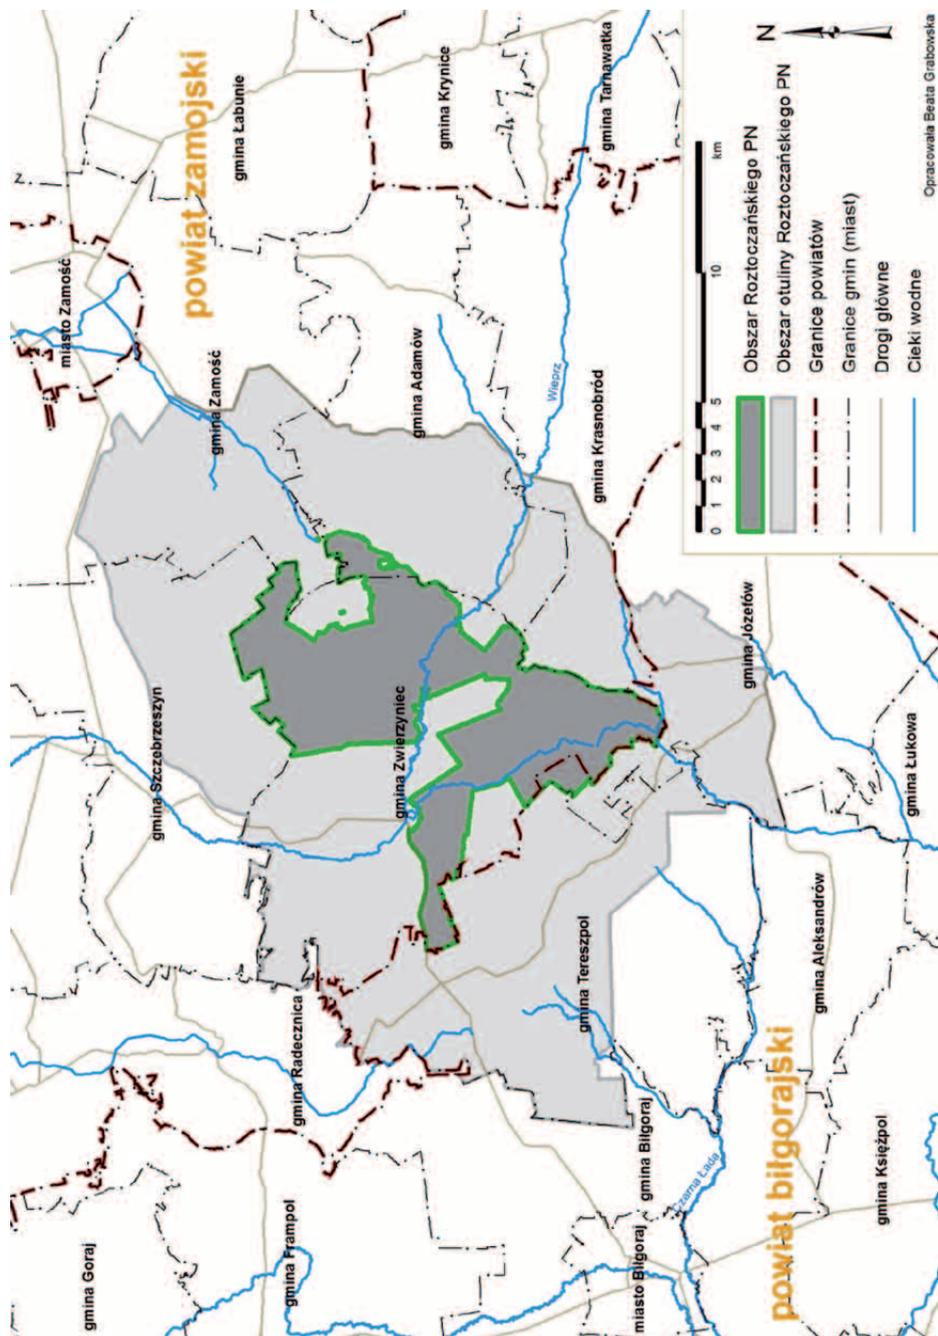 gmina Goraj
gmina Frampol
miasto Biłgoraj
gmina Biłgoraj
powiat biłgorajski
gmina Księżpol
Czarna Łada
gmina Radecznica
gmina Tereszpol
gmina Aleksandrów
gmina Szczebrzeszyn
gmina Zwierzyniec
gmina Józefów
gmina Łukowa
miasto Zamość
gmina Zamość
gmina Adamów
Wieprz
gmina Krasnobród
powiat zamojski
gmina Łabunie
gmina Krynice
gmina Tarnawatka
0 1 2 3 4 5 10 km
N
Obszar Roztoczańskiego PN
Obszar otuliny Roztoczańskiego PN
Granice powiatów
Granice gmin (miast)
Drogi główne
Cieki wodne
Opracowała Beata Grabowska